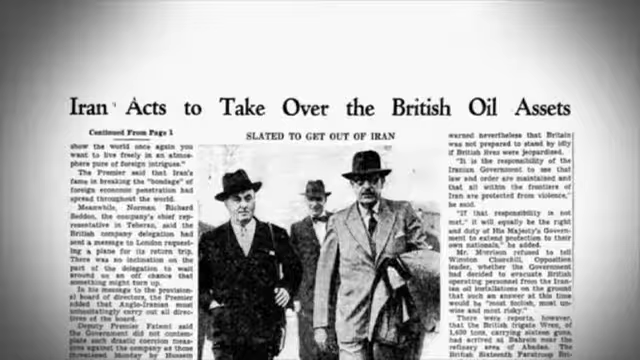 Iran Acts to Take Over the British Oil Assets
Continued From Page 1
show the world once again you
want to live freely in an atmos-
phere pure of foreign intrigues."
The Premier said that Iran's
fame in breaking the "bondage" of
foreign economic penetration had
spread throughout the world.
Meanwhile, Norman Richard
Seddon, the company's chief rep-
resentative in Teheran, said the
British company delegation had
sent a message to London request-
ing a plane for its return trip.
There was no inclination on the
part of the delegation to wait
around on an off chance that
something might turn up.
In his message to the provision-
al board of directors, the Premier
added that Anglo-Iranian most
unhesitatingly carry out all direc-
tives of the board.
Deputy Premier Fatemi said
the Government did not contem-
plate such drastic coercion meas-
ures against the company as those
threatened Monday by Hussein
SLATED TO GET OUT OF IRAN
warned nevertheless that Britain
was not prepared to stand by idly
if British lives were jeopardized.
"It is the responsibility of the
Iranian Government to see that
law and order are maintained and
that all within the frontiers of
Iran are protected from violence,"
he said.
"If that responsibility is not
met," it will equally be the right
and duty of His Majesty's Govern-
ment to extend protection to their
own nationals," he added.
Mr. Morrison refused to tell
Winston Churchill, Opposition
leader, whether the Government
had decided to evacuate British
operating personnel from the Iran-
ian oil installations on the ground
that such an answer at this time
would be "most foolish, most un-
wise and most risky."
There were reports, however,
that the British frigate Wren, of
1,430 tons, carrying sixteen guns,
had arrived at Bahrein near the
refinery area of Abadan. The
British Sixteenth Parachute Bri-